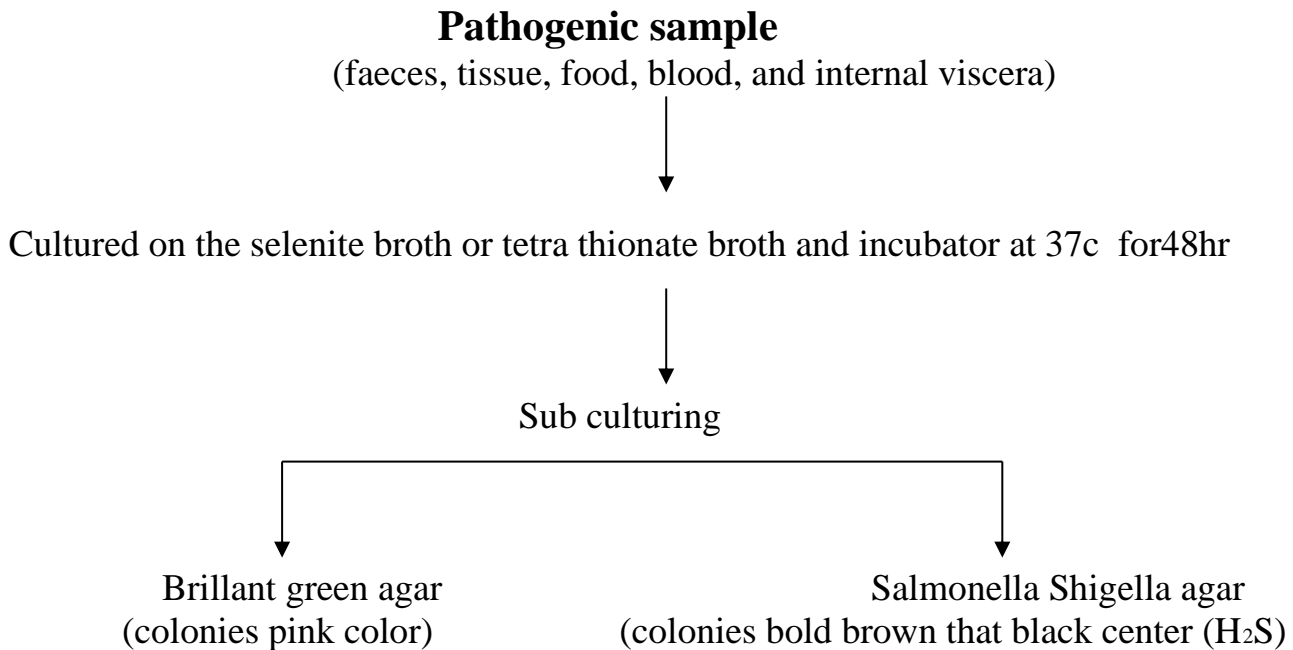 Pathogenic sample
(faeces, tissue, food, blood, and internal viscera)
Cultured on the selenite broth or tetra thionate broth and incubator at 37c  for48hr
Sub culturing
Brillant green agar
Salmonella Shigella agar
(colonies pink color)
(colonies bold brown that black center (H₂S)